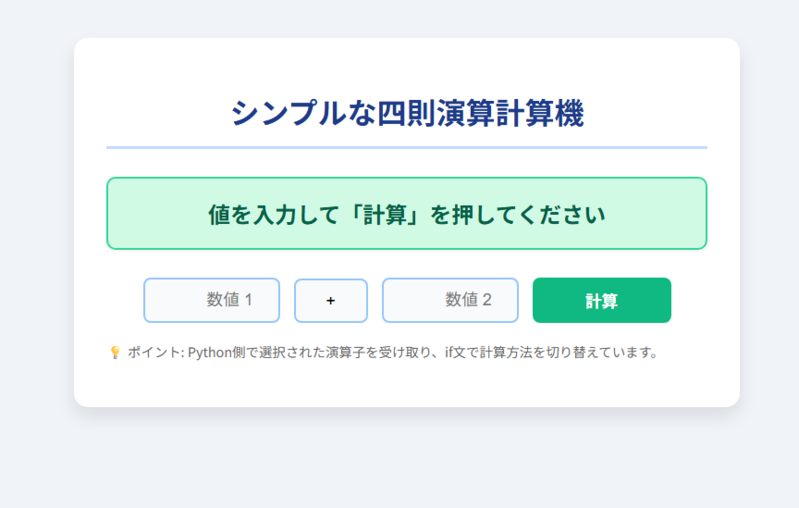 シンプルな四則演算計算機
値を入力して「計算」を押してください
数値 1 + 数値 2 計算
💡 ポイント: Python側で選択された演算子を受け取り、if文で計算方法を切り替えています。